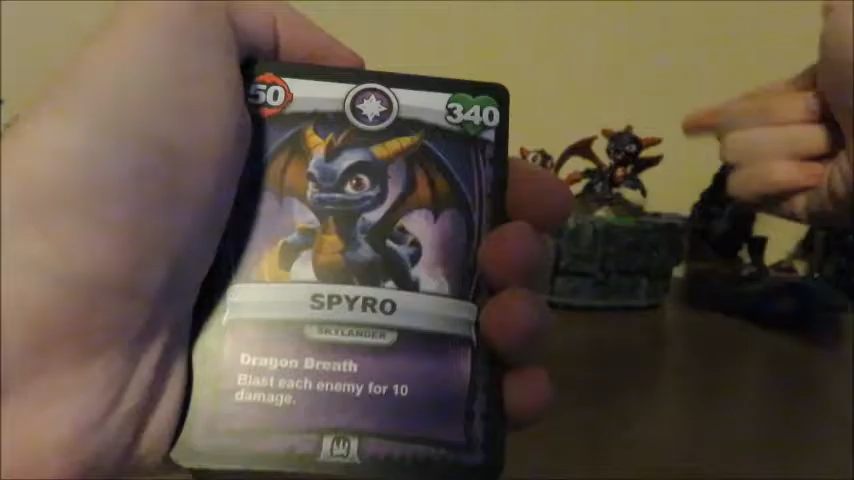 50
340
SPYRO
SKYLANDER
Dragon Breath
Blast each enemy for 10
damage.